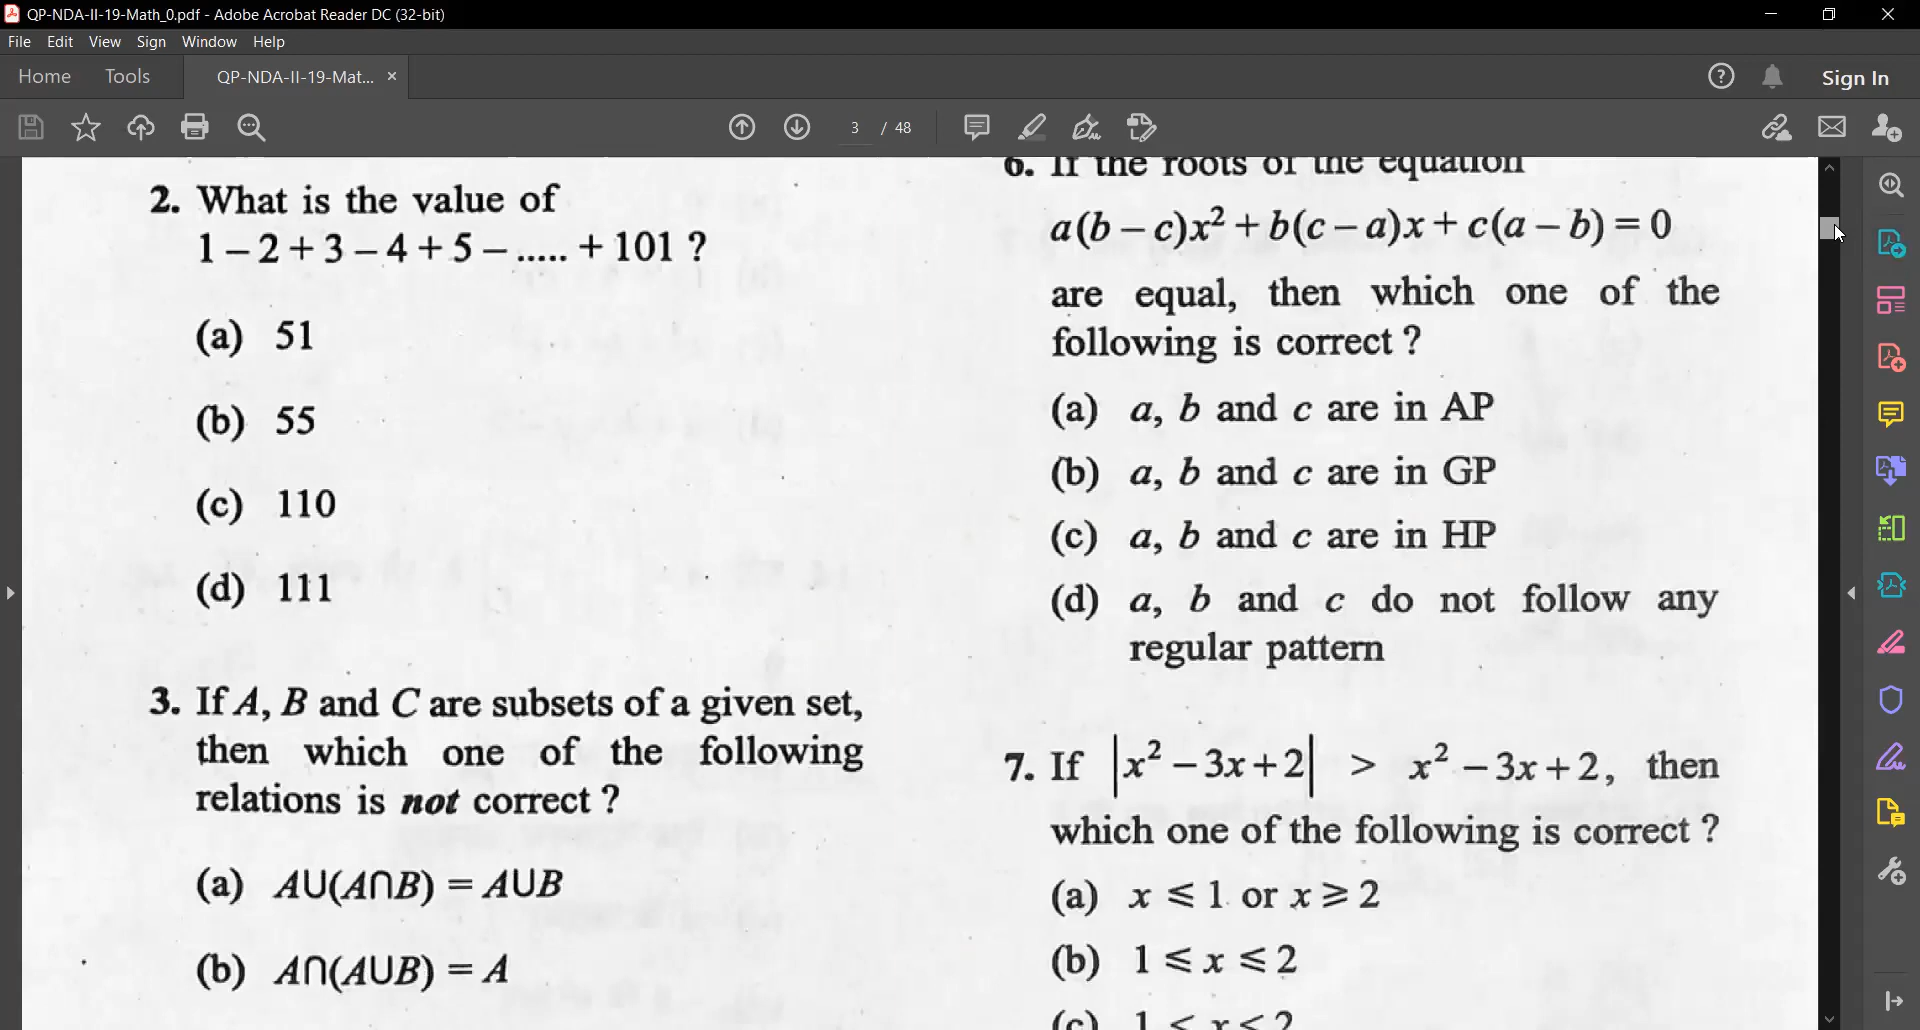 QP-NDA-II-19-Math_0.pdf - Adobe Acrobat Reader DC (32-bit)
File Edit View Sign Window Help
Home Tools QP-NDA-II-19-Mat... × Sign In
3 / 48
2. What is the value of
1 – 2 + 3 – 4 + 5 – ..... + 101 ?
(a) 51
(b) 55
(c) 110
(d) 111
3. If A, B and C are subsets of a given set,
then which one of the following
relations is not correct ?
(a) A∪(A∩B) = A∪B
(b) A∩(A∪B) = A
6. If the roots of the equation
a(b – c)x² + b(c – a)x + c(a – b) = 0
are equal, then which one of the
following is correct ?
(a) a, b and c are in AP
(b) a, b and c are in GP
(c) a, b and c are in HP
(d) a, b and c do not follow any
regular pattern
7. If |x² – 3x + 2| > x² – 3x + 2, then
which one of the following is correct ?
(a) x ⩽ 1 or x ⩾ 2
(b) 1 ⩽ x ⩽ 2
(c) 1 < x < 2